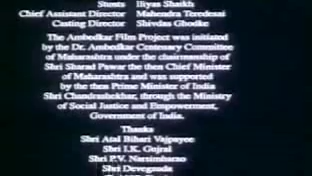 Stunts Iliyas Shaikh
Chief Assistant Director Mahendra Teredesai
Casting Director Shivdas Ghodke
The Ambedkar Film Project was initiated
by the Dr. Ambedkar Centenary Committee
of Maharashtra under the chairmanship of
Shri Sharad Pawar the then Chief Minister
of Maharashtra and was supported
by the then Prime Minister of India
Shri Chandrashekhar, through the Ministry
of Social Justice and Empowerment,
Government of India.
Thanks
Shri Atal Bihari Vajpayee
Shri I.K. Gujral
Shri P.V. Narsimharao
Shri Devegowda